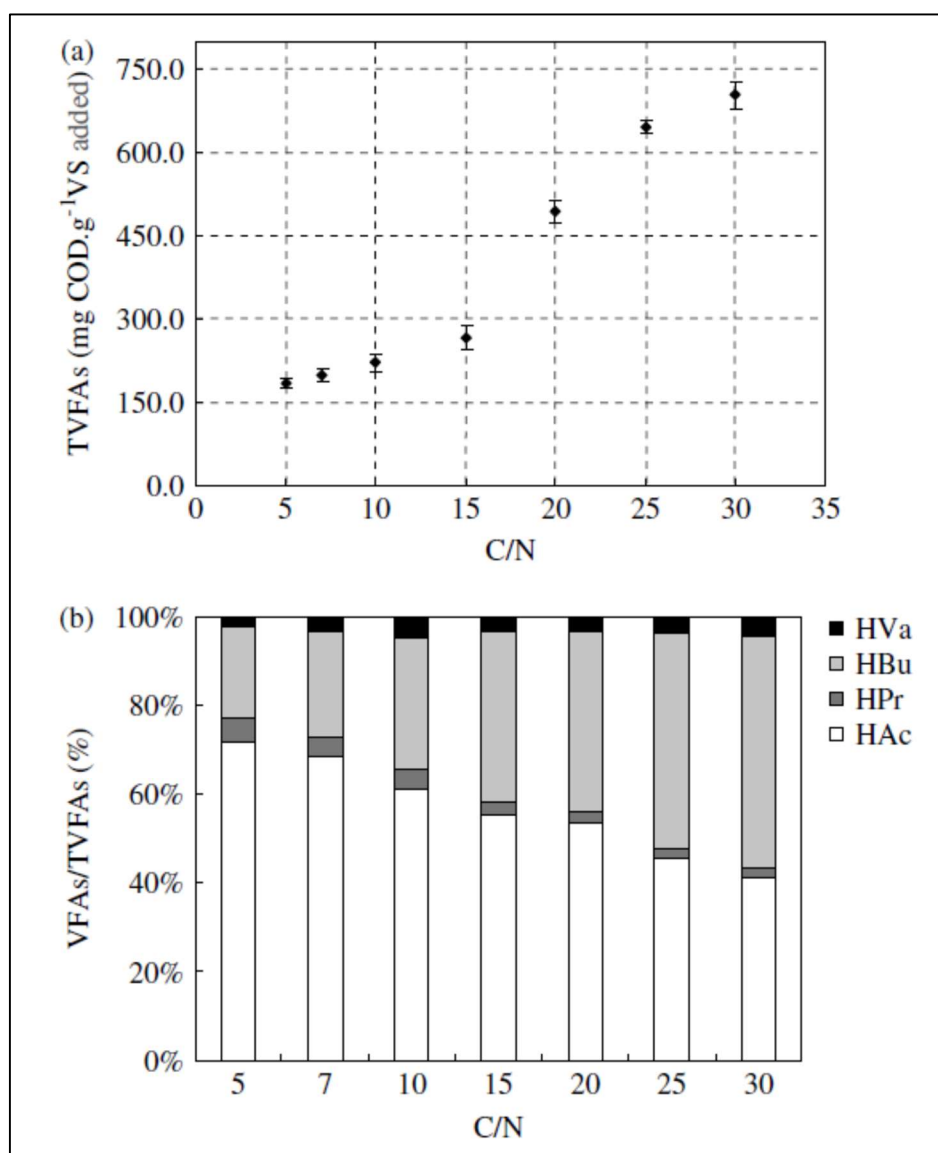 (a)
TVFAs (mg COD.g⁻¹VS added)
750.0
600.0
450.0
300.0
150.0
0.0
0 5 10 15 20 25 30 35
C/N
(b)
VFAs/TVFAs (%)
100%
80%
60%
40%
20%
0%
HVa
HBu
HPr
HAc
5 7 10 15 20 25 30
C/N